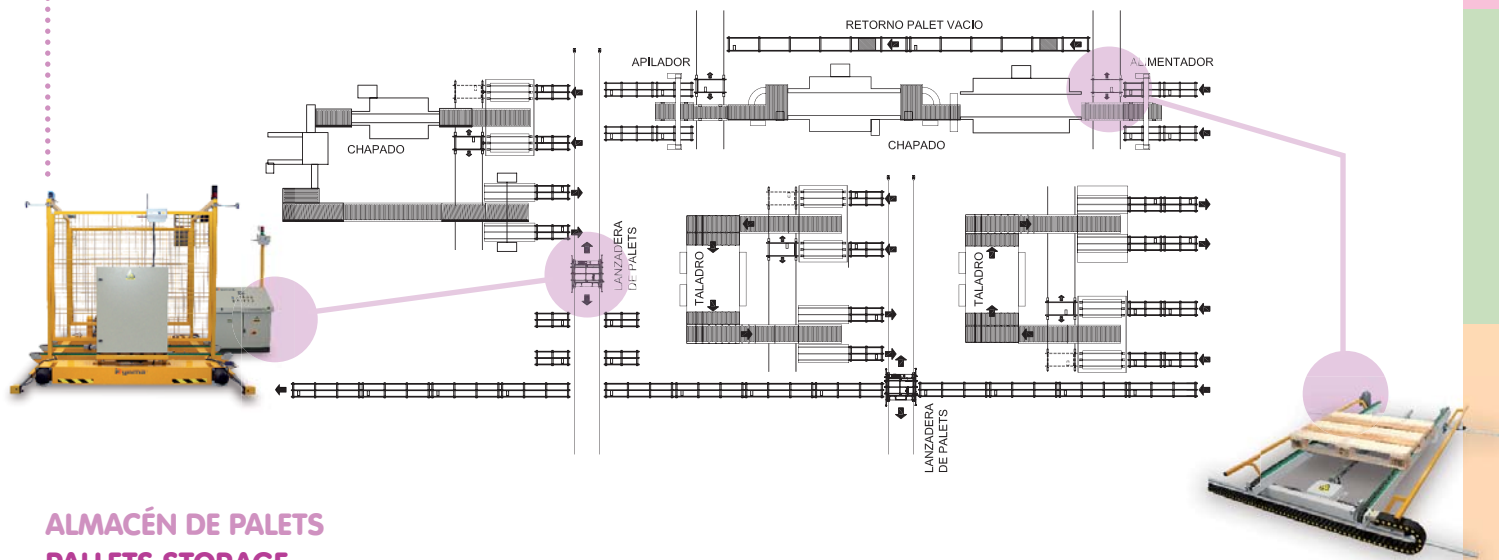 RETORNO PALET VACIO
APILADOR
ALIMENTADOR
CHAPADO
CHAPADO
LANZADERA
DE PALETS
TALADRO
TALADRO
LANZADERA
DE PALETS
yema
ALMACÉN DE PALETS
PALLETS STORAGE